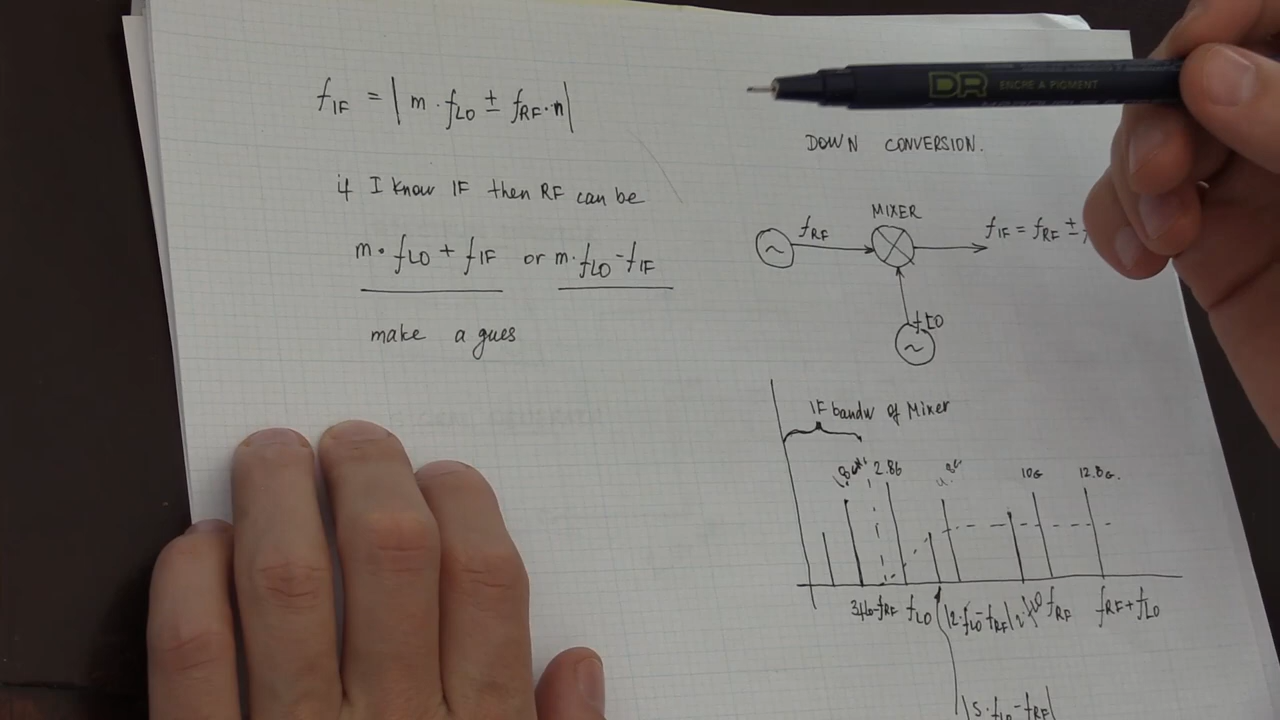 f_IF = | m · f_LO ± f_RF · n |
if I know IF then RF can be
m · f_LO + f_IF or m · f_LO - f_IF
make a gues
DR ENCRE A PIGMENT
DOWN CONVERSION.
MIXER
f_RF
f_IF = f_RF ±
f_LO
IF bandw of Mixer
2.8G
10G
12.8G.
3f_LO-f_RF f_LO |2·f_LO-f_RF| f_RF f_RF+f_LO
|5·f_LO-f_RF|